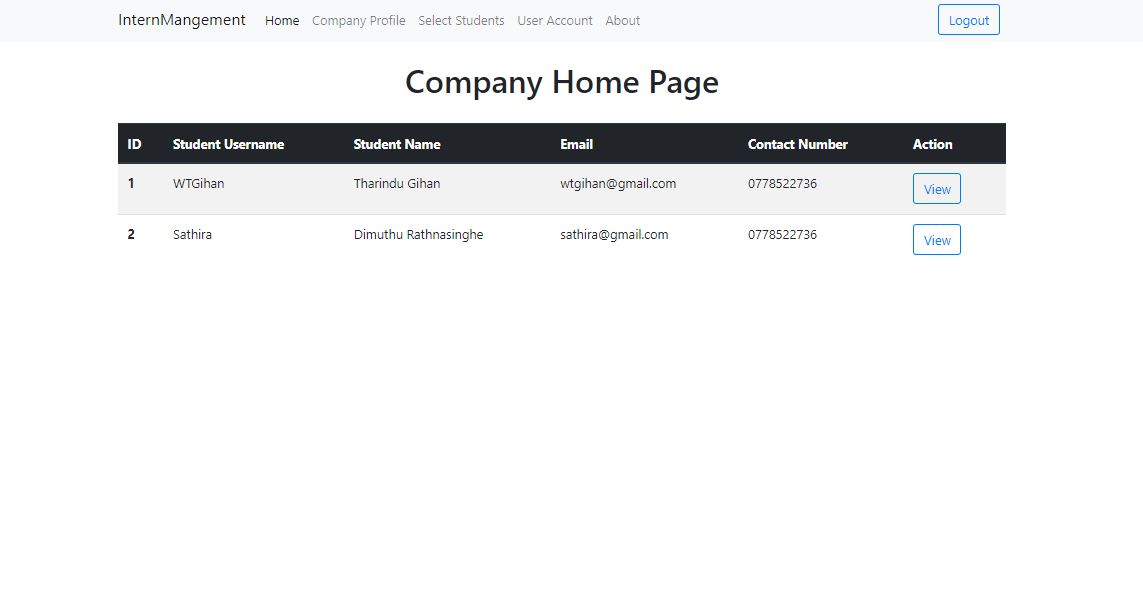 InternMangement Home Company Profile Select Students User Account About Logout
Company Home Page
ID Student Username Student Name Email Contact Number Action
1 WTGihan Tharindu Gihan wtgihan@gmail.com 0778522736 View
2 Sathira Dimuthu Rathnasinghe sathira@gmail.com 0778522736 View